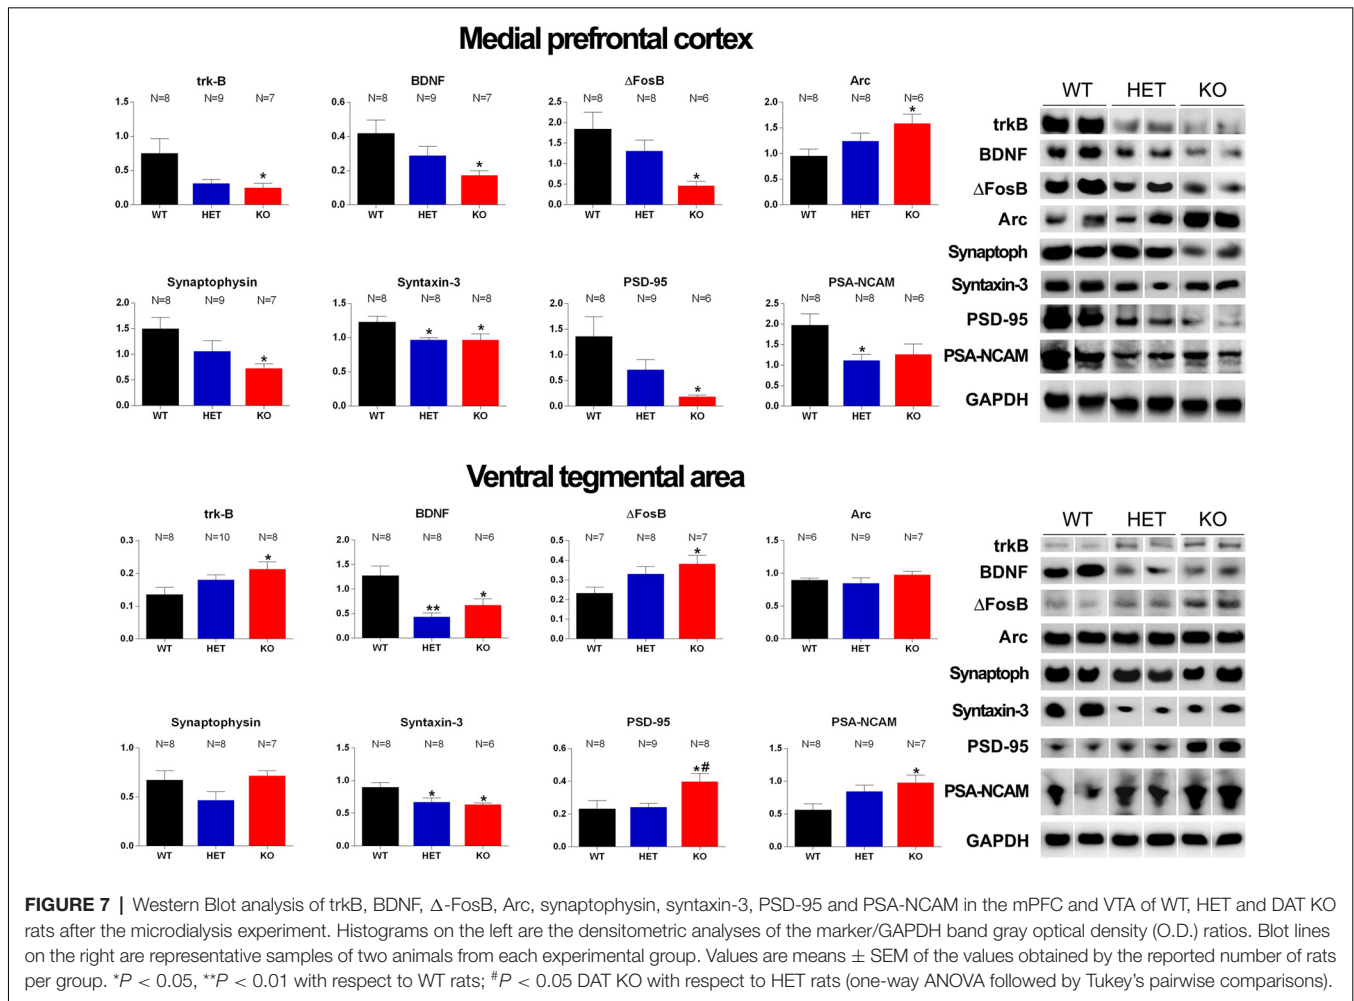 Medial prefrontal cortex
trk-B
N=8 N=9 N=7
1.5
1.0
0.5
0.0
*
WT HET KO
BDNF
N=8 N=9 N=7
0.6
0.4
0.2
0.0
*
WT HET KO
ΔFosB
N=8 N=8 N=6
2.5
2.0
1.5
1.0
0.5
0.0
*
WT HET KO
Arc
N=8 N=8 N=6
2.0
1.5
1.0
0.5
0.0
*
WT HET KO
Synaptophysin
N=8 N=9 N=7
2.0
1.5
1.0
0.5
0.0
*
WT HET KO
Syntaxin-3
N=8 N=8 N=8
1.5
1.0
0.5
0.0
* *
WT HET KO
PSD-95
N=8 N=9 N=6
2.0
1.5
1.0
0.5
0.0
*
WT HET KO
PSA-NCAM
N=8 N=8 N=6
2.5
2.0
1.5
1.0
0.5
0.0
*
WT HET KO
WT HET KO
trkB
BDNF
ΔFosB
Arc
Synaptoph
Syntaxin-3
PSD-95
PSA-NCAM
GAPDH
Ventral tegmental area
trk-B
N=8 N=10 N=8
0.3
0.2
0.1
0.0
*
WT HET KO
BDNF
N=8 N=8 N=6
2.0
1.5
1.0
0.5
0.0
** *
WT HET KO
ΔFosB
N=7 N=8 N=7
0.5
0.4
0.3
0.2
0.1
0.0
*
WT HET KO
Arc
N=6 N=9 N=7
1.5
1.0
0.5
0.0
WT HET KO
Synaptophysin
N=8 N=8 N=7
1.0
0.5
0.0
WT HET KO
Syntaxin-3
N=8 N=8 N=6
1.5
1.0
0.5
0.0
* *
WT HET KO
PSD-95
N=8 N=9 N=8
0.6
0.4
0.2
0.0
*#
WT HET KO
PSA-NCAM
N=8 N=9 N=7
1.5
1.0
0.5
0.0
*
WT HET KO
WT HET KO
trkB
BDNF
ΔFosB
Arc
Synaptoph
Syntaxin-3
PSD-95
PSA-NCAM
GAPDH
FIGURE 7 | Western Blot analysis of trkB, BDNF, Δ-FosB, Arc, synaptophysin, syntaxin-3, PSD-95 and PSA-NCAM in the mPFC and VTA of WT, HET and DAT KO
rats after the microdialysis experiment. Histograms on the left are the densitometric analyses of the marker/GAPDH band gray optical density (O.D.) ratios. Blot lines
on the right are representative samples of two animals from each experimental group. Values are means ± SEM of the values obtained by the reported number of rats
per group. *P < 0.05, **P < 0.01 with respect to WT rats; #P < 0.05 DAT KO with respect to HET rats (one-way ANOVA followed by Tukey's pairwise comparisons).